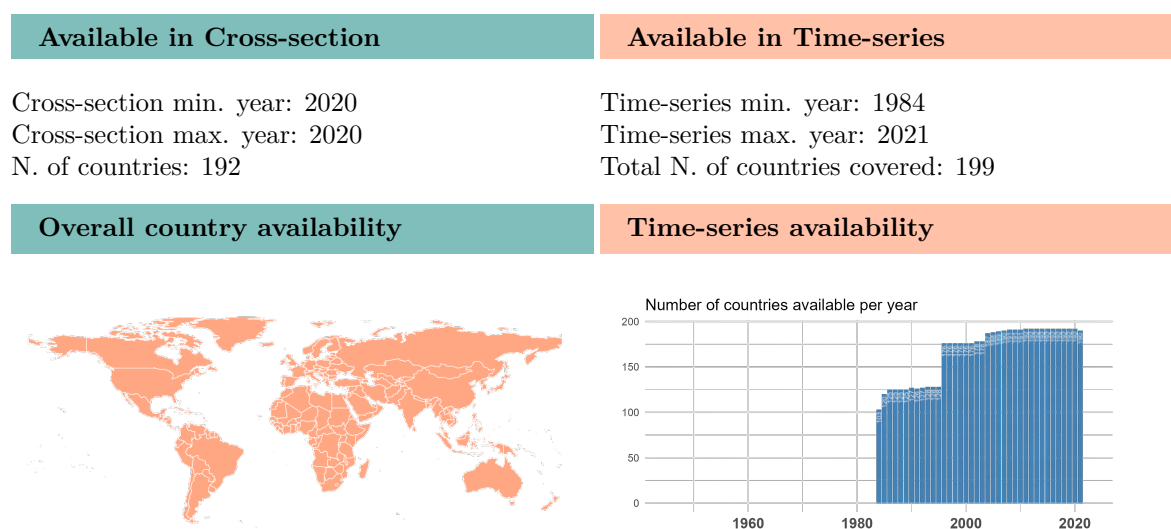 Available in Cross-section
Available in Time-series
Cross-section min. year: 2020
Cross-section max. year: 2020
N. of countries: 192
Time-series min. year: 1984
Time-series max. year: 2021
Total N. of countries covered: 199
Overall country availability
Time-series availability
Number of countries available per year
200
150
100
50
0
1960 1980 2000 2020